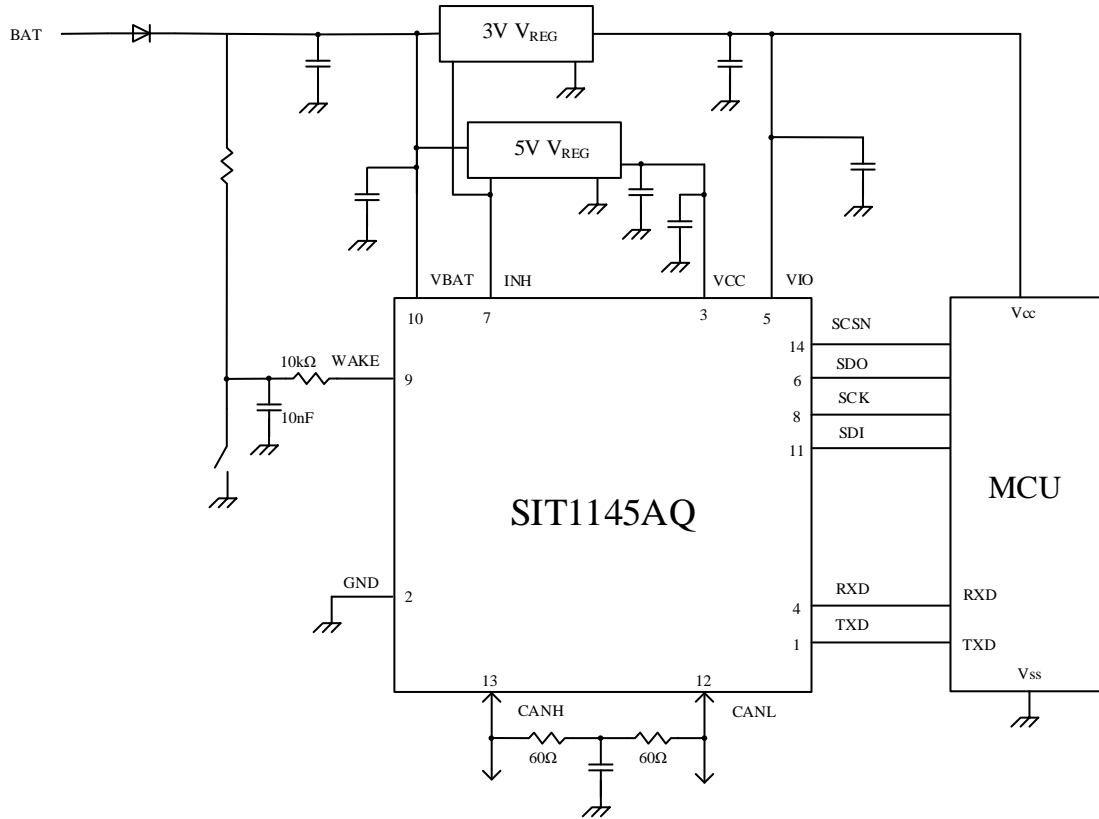 BAT
3V VREG
5V VREG
VBAT
INH
VCC
VIO
10
7
3
5
Vcc
SCSN
14
SDO
6
SCK
8
SDI
11
10kΩ
WAKE
9
10nF
MCU
SIT1145AQ
GND
2
RXD
4
RXD
TXD
1
TXD
Vss
13
12
CANH
CANL
60Ω
60Ω